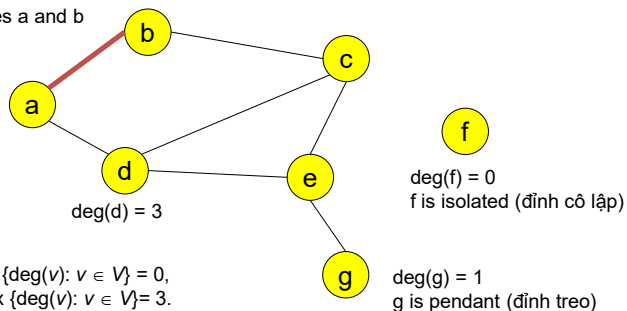 es a and b
b
c
a
f
d
e
deg(f) = 0
f is isolated (đỉnh cô lập)
deg(d) = 3
{deg(v): v ∈ V} = 0,
x {deg(v): v ∈ V}= 3.
g
deg(g) = 1
g is pendant (đỉnh treo)